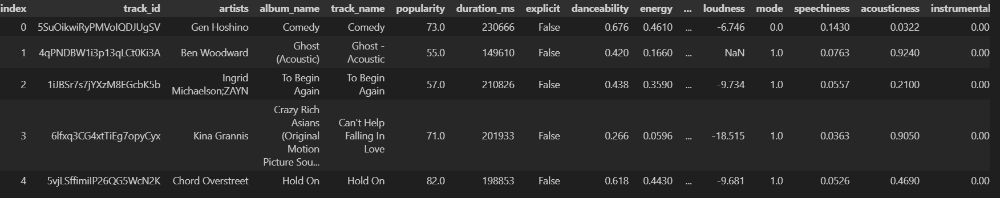 index track_id artists album_name track_name popularity duration_ms explicit danceability energy ... loudness mode speechiness acousticness instrumental
0 5SuOikwiRyPMVoIQDJUgSV Gen Hoshino Comedy Comedy 73.0 230666 False 0.676 0.4610 ... -6.746 0.0 0.1430 0.0322 0.00
Ghost Ghost -
1 4qPNDBW1i3p13qLCt0Ki3A Ben Woodward 55.0 149610 False 0.420 0.1660 ... NaN 1.0 0.0763 0.9240 0.00
(Acoustic) Acoustic
Ingrid To Begin To Begin
2 1iJBSr7s7jYXzM8EGcbK5b 57.0 210826 False 0.438 0.3590 ... -9.734 1.0 0.0557 0.2100 0.00
Michaelson;ZAYN Again Again
Crazy Rich
Asians Can't Help
3 6lfxq3CG4xtTiEg7opyCyx Kina Grannis (Original Falling In 71.0 201933 False 0.266 0.0596 ... -18.515 1.0 0.0363 0.9050 0.00
Motion Love
Picture Sou...
4 5vjLSffimiIP26QG5WcN2K Chord Overstreet Hold On Hold On 82.0 198853 False 0.618 0.4430 ... -9.681 1.0 0.0526 0.4690 0.00